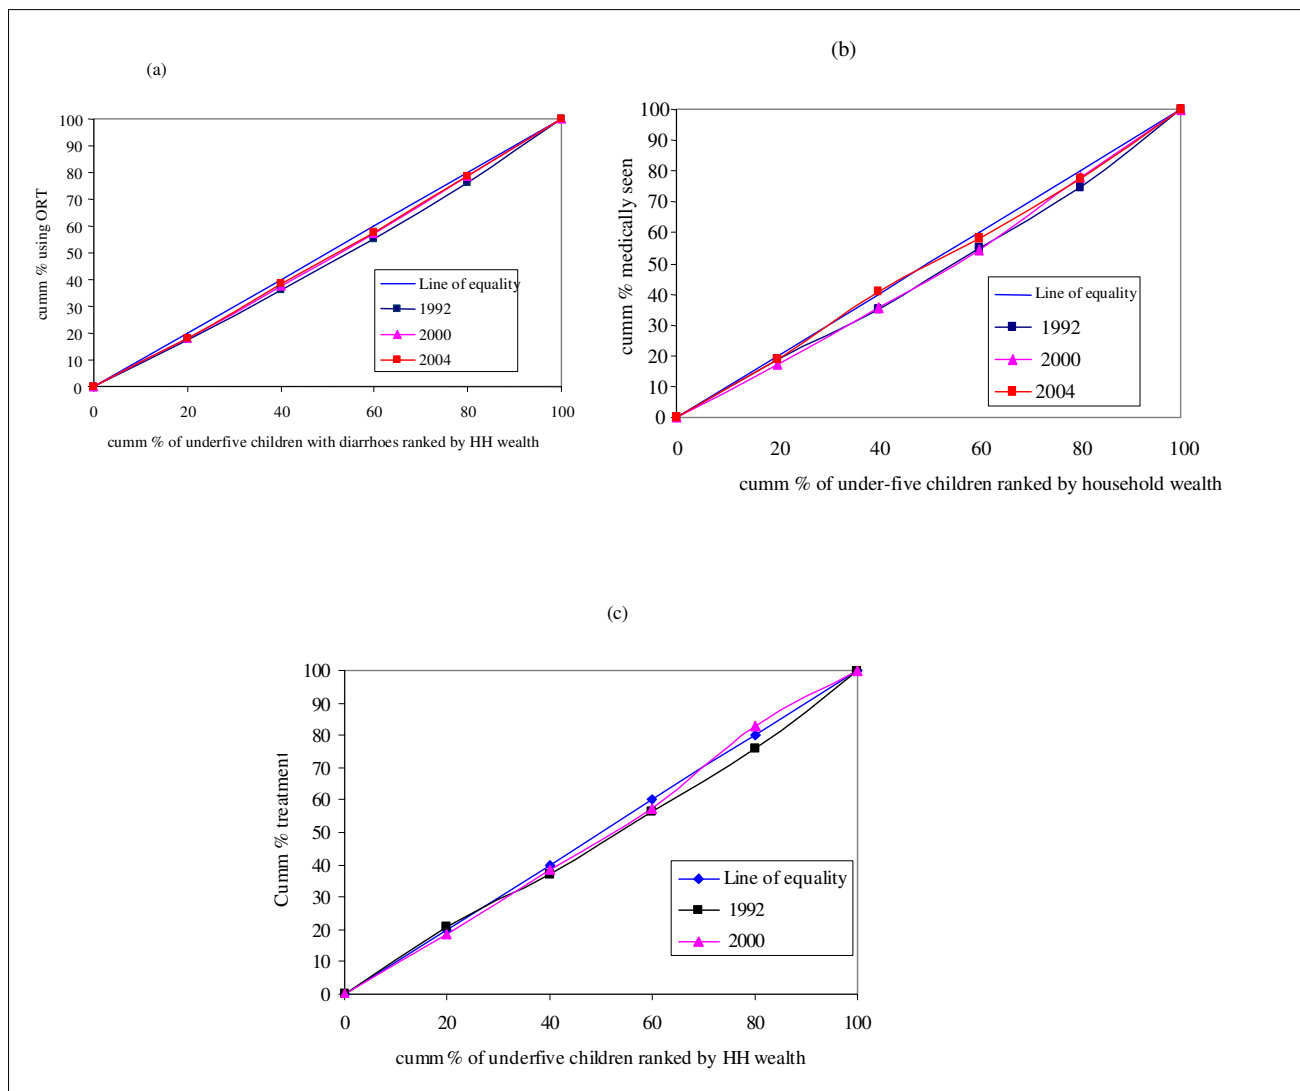 (a)
cumm % using ORT
100
90
80
70
60
50
40
30
20
10
0
0 20 40 60 80 100
Line of equality
1992
2000
2004
cumm % of underfive children with diarrhoes ranked by HH wealth
(b)
cumm % medically seen
100
90
80
70
60
50
40
30
20
10
0
0 20 40 60 80 100
Line of equality
1992
2000
2004
cumm % of under-five children ranked by household wealth
(c)
Cumm % treatment
100
90
80
70
60
50
40
30
20
10
0
0 20 40 60 80 100
Line of equality
1992
2000
cumm % of underfive children ranked by HH wealth